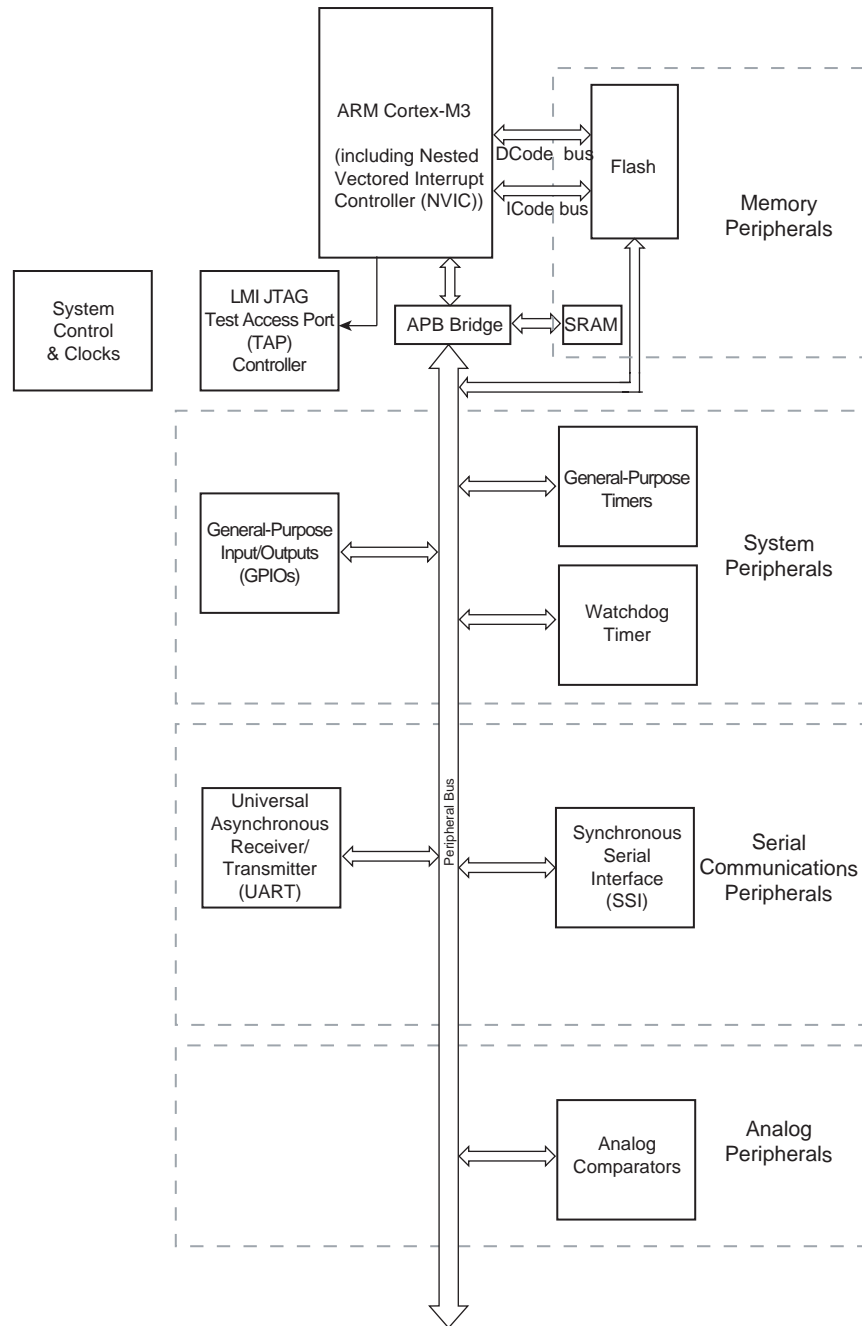 ARM Cortex-M3
(including Nested
Vectored Interrupt
Controller (NVIC))
DCode bus
ICode bus
Flash
Memory
Peripherals
System
Control
& Clocks
LMI JTAG
Test Access Port
(TAP)
Controller
APB Bridge
SRAM
General-Purpose
Timers
General-Purpose
Input/Outputs
(GPIOs)
System
Peripherals
Watchdog
Timer
Peripheral Bus
Universal
Asynchronous
Receiver/
Transmitter
(UART)
Synchronous
Serial
Interface
(SSI)
Serial
Communications
Peripherals
Analog
Comparators
Analog
Peripherals